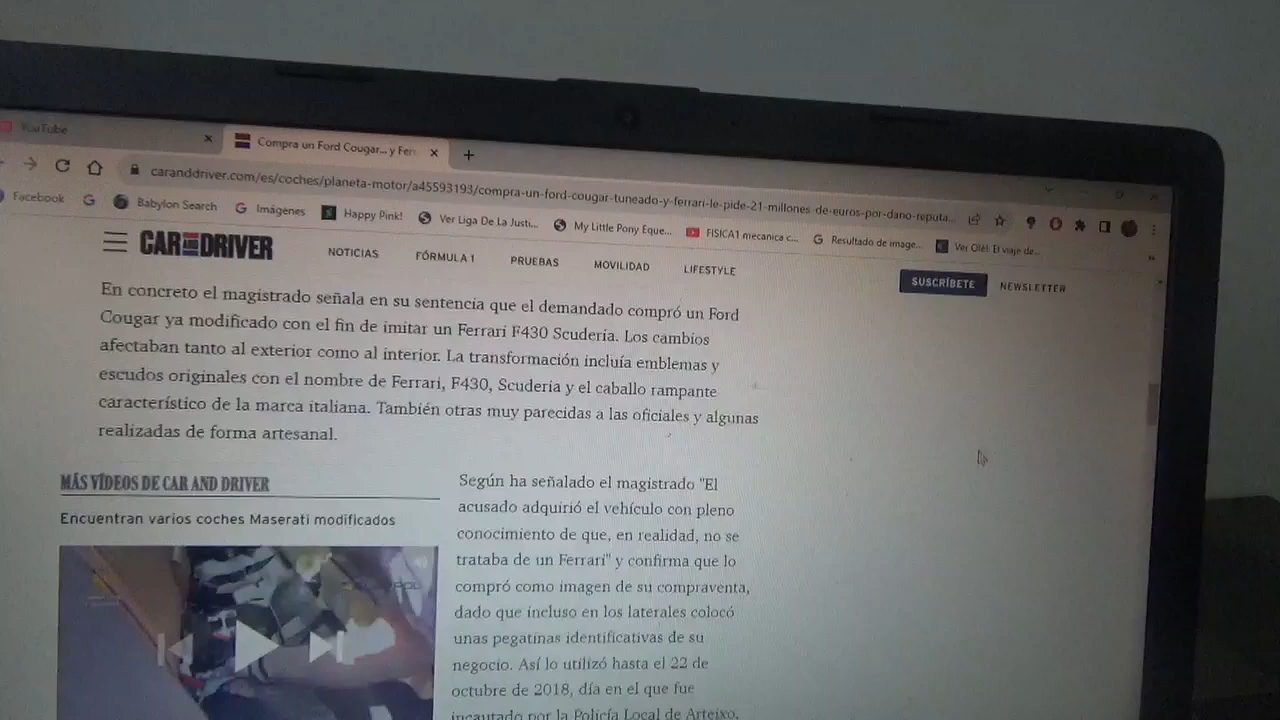 YouTube
Compra un Ford Cougar... y Ferr
caranddriver.com/es/coches/planeta-motor/a45593193/compra-un-ford-cougar-tuneado-y-ferrari-le-pide-21-millones-de-euros-por-dano-reputa...
Facebook
Babylon Search
Imágenes
Happy Pink!
Ver Liga De La Justi...
My Little Pony Eque...
FISICA1 mecanica c...
Resultado de image...
Ver Olé! El viaje de...
CAR AND DRIVER
NOTICIAS
FÓRMULA 1
PRUEBAS
MOVILIDAD
LIFESTYLE
SUSCRÍBETE
NEWSLETTER
En concreto el magistrado señala en su sentencia que el demandado compró un Ford
Cougar ya modificado con el fin de imitar un Ferrari F430 Scuderia. Los cambios
afectaban tanto al exterior como al interior. La transformación incluía emblemas y
escudos originales con el nombre de Ferrari, F430, Scuderia y el caballo rampante
característico de la marca italiana. También otras muy parecidas a las oficiales y algunas
realizadas de forma artesanal.
MÁS VÍDEOS DE CAR AND DRIVER
Encuentran varios coches Maserati modificados
Según ha señalado el magistrado "El
acusado adquirió el vehículo con pleno
conocimiento de que, en realidad, no se
trataba de un Ferrari" y confirma que lo
compró como imagen de su compraventa,
dado que incluso en los laterales colocó
unas pegatinas identificativas de su
negocio. Así lo utilizó hasta el 22 de
octubre de 2018, día en el que fue
incautado por la Policía Local de Arteixo.